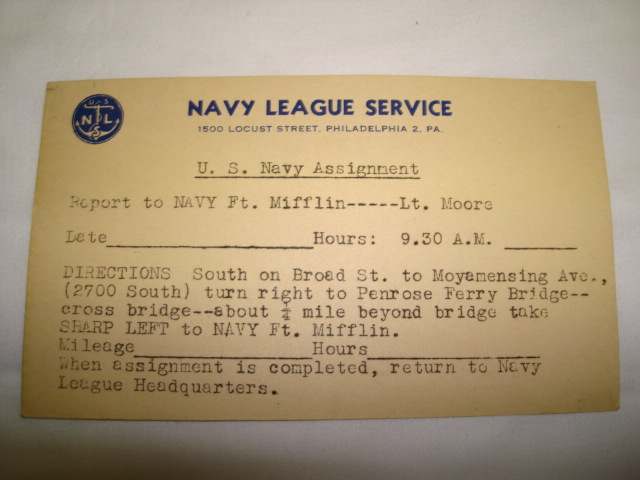 U S
N L
S
NAVY LEAGUE SERVICE
1500 LOCUST STREET, PHILADELPHIA 2, PA.
U. S. Navy Assignment
Report to NAVY Ft. Mifflin-----Lt. Moore
Date______________________Hours: 9.30 A.M. ________
DIRECTIONS South on Broad St. to Moyamensing Ave.,
(2700 South) turn right to Penrose Ferry Bridge--
cross bridge--about ¼ mile beyond bridge take
SHARP LEFT to NAVY Ft. Mifflin.
Mileage___________________Hours___________________
When assignment is completed, return to Navy
League Headquarters.